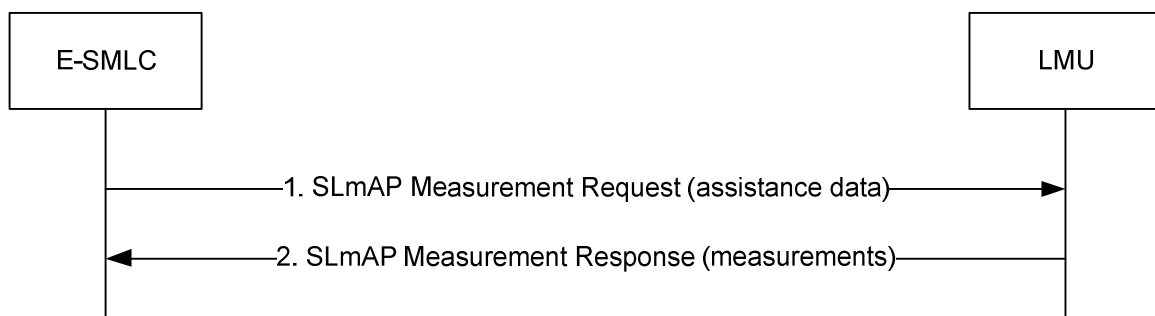 E-SMLC
LMU
1. SLmAP Measurement Request (assistance data)
2. SLmAP Measurement Response (measurements)